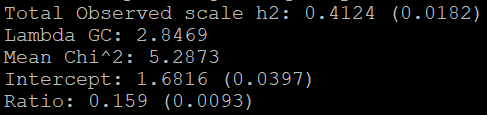 Total Observed scale h2: 0.4124 (0.0182)
Lambda GC: 2.8469
Mean Chi^2: 5.2873
Intercept: 1.6816 (0.0397)
Ratio: 0.159 (0.0093)